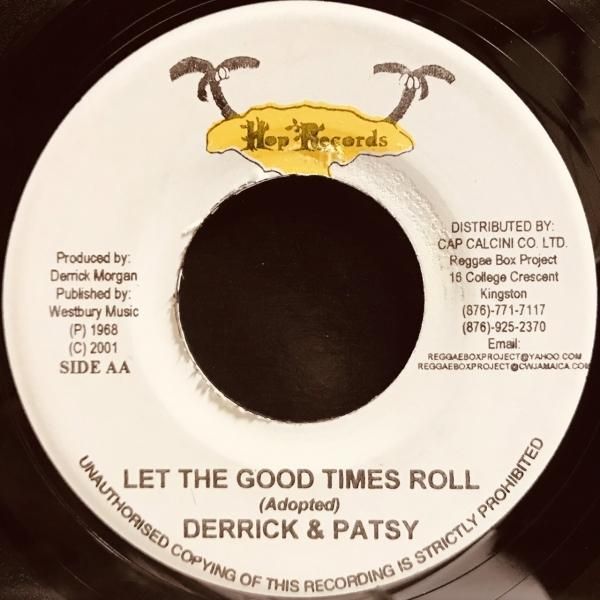 Hop Records
Produced by:
Derrick Morgan
Published by:
Westbury Music
(P) 1968
(C) 2001
SIDE AA
DISTRIBUTED BY:
CAP CALCINI CO. LTD.
Reggae Box Project
16 College Crescent
Kingston
(876)-771-7117
(876)-925-2370
Email:
REGGAEBOXPROJECT@YAHOO.COM
REGGAEBOXPROJECT@CWJAMAICA.COM
LET THE GOOD TIMES ROLL
(Adopted)
DERRICK & PATSY
UNAUTHORISED COPYING OF THIS RECORDING IS STRICTLY PROHIBITED